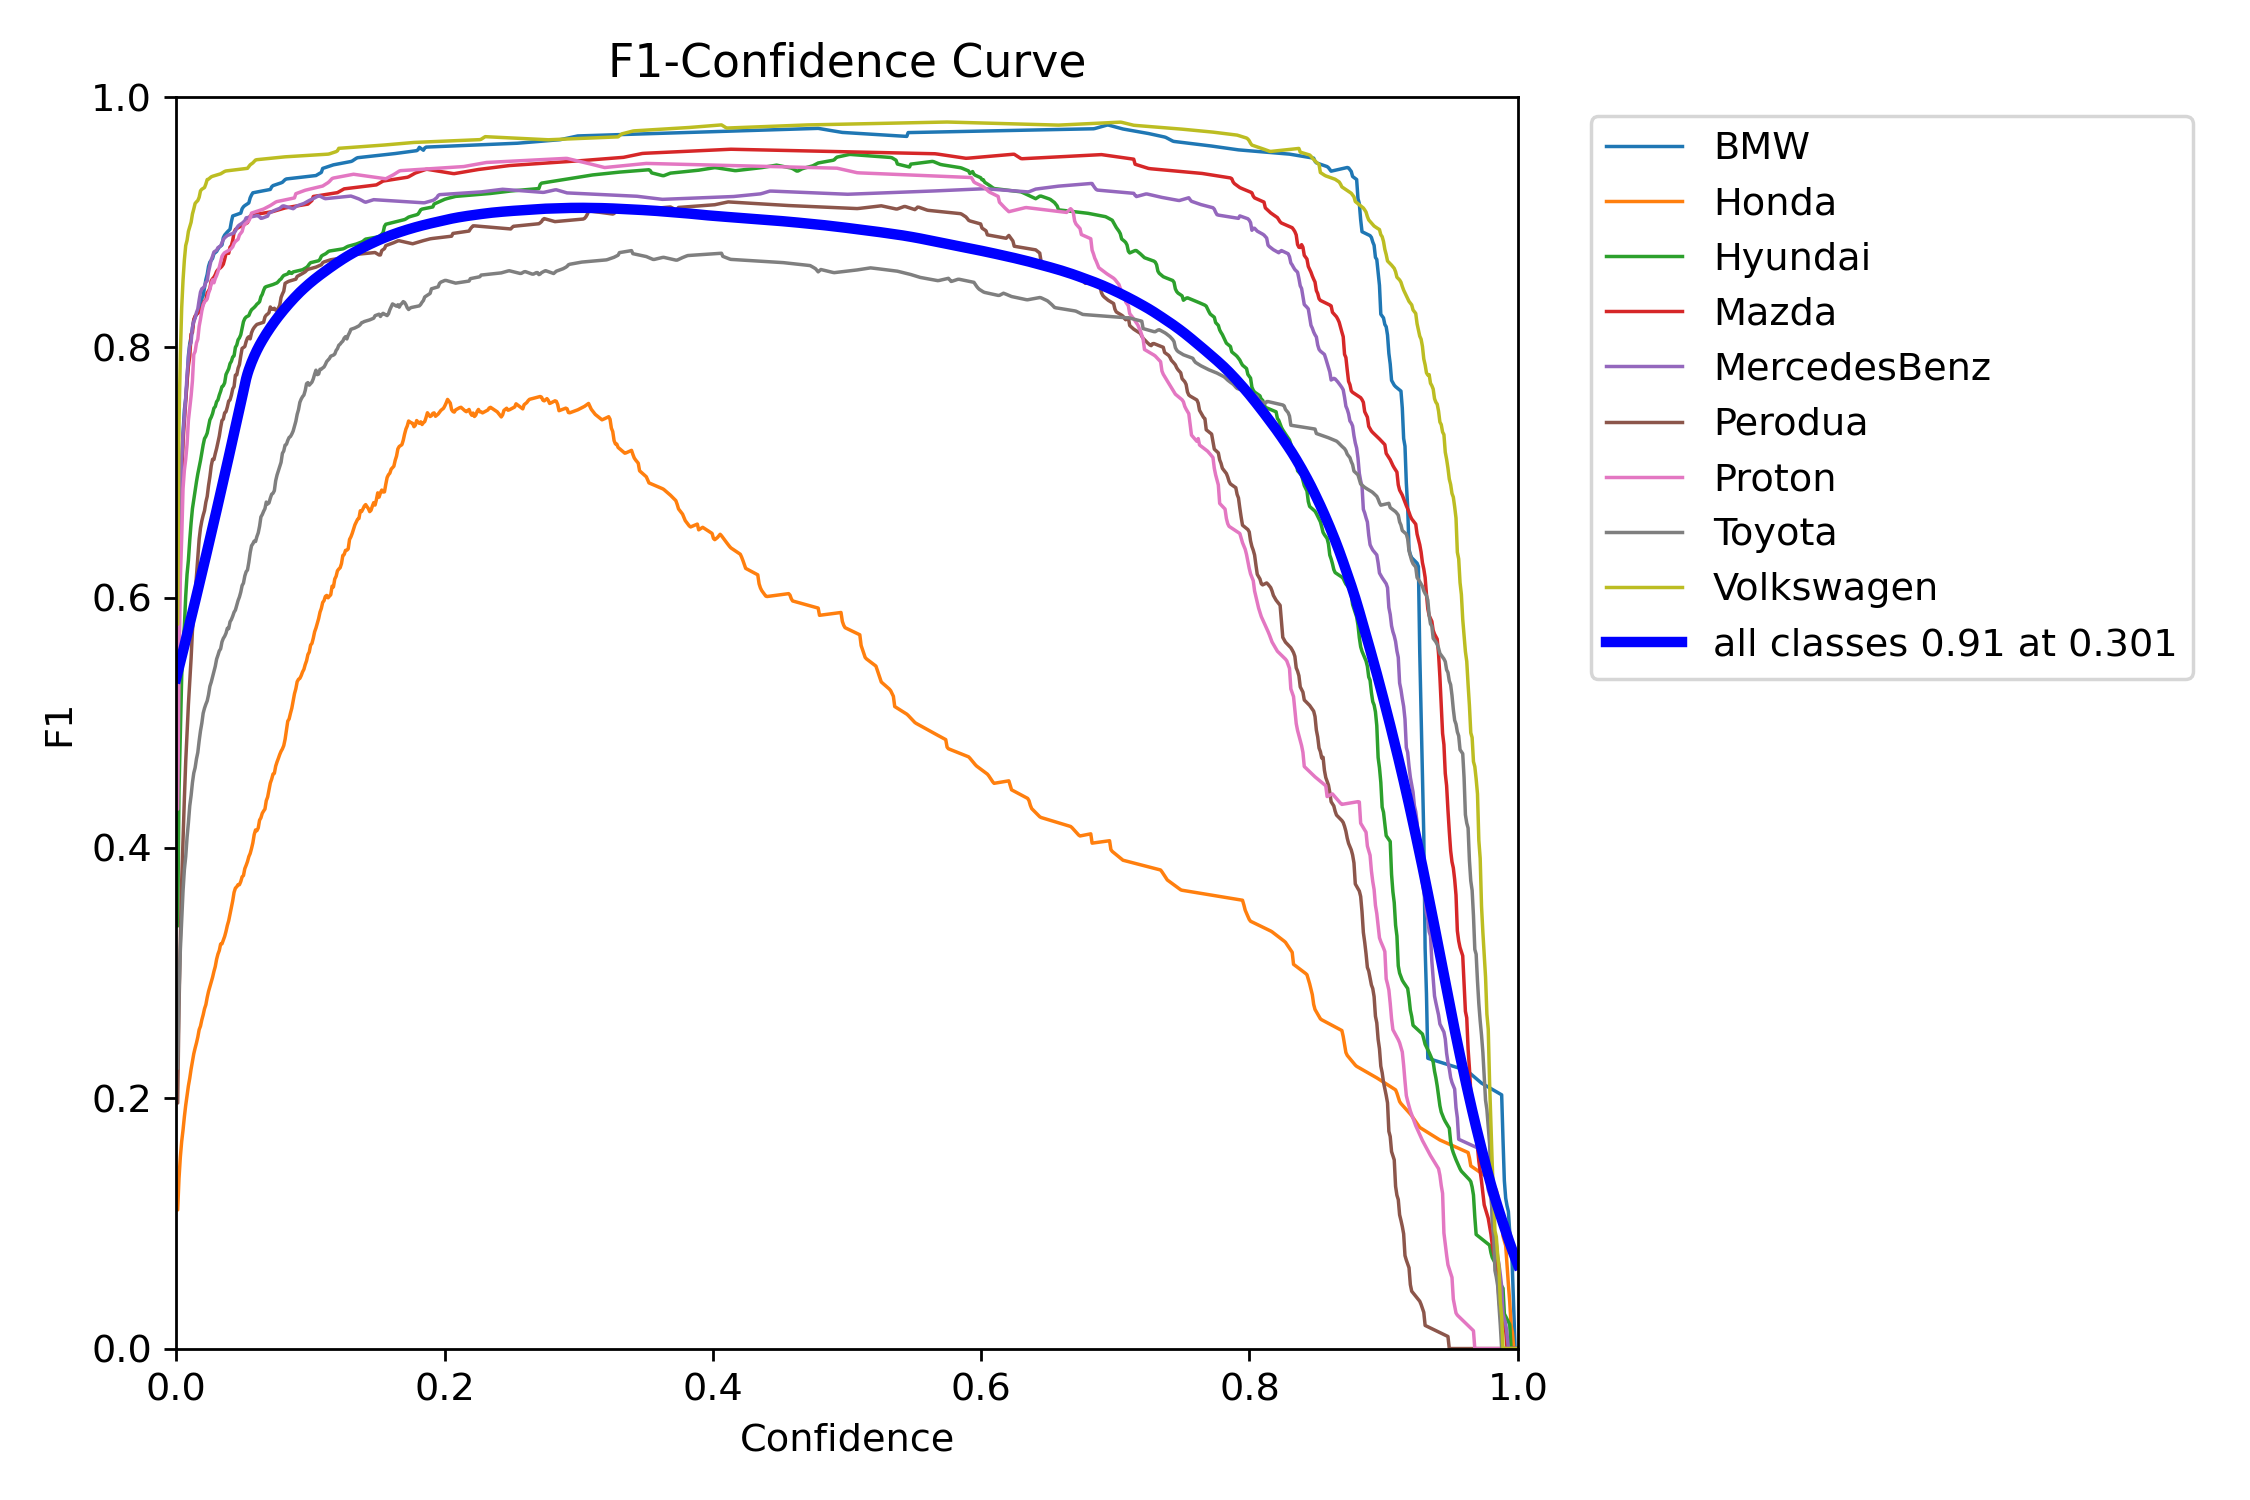 F1-Confidence Curve
1.0
0.8
0.6
0.4
0.2
0.0
F1
0.0 0.2 0.4 0.6 0.8 1.0
Confidence
BMW
Honda
Hyundai
Mazda
MercedesBenz
Perodua
Proton
Toyota
Volkswagen
all classes 0.91 at 0.301